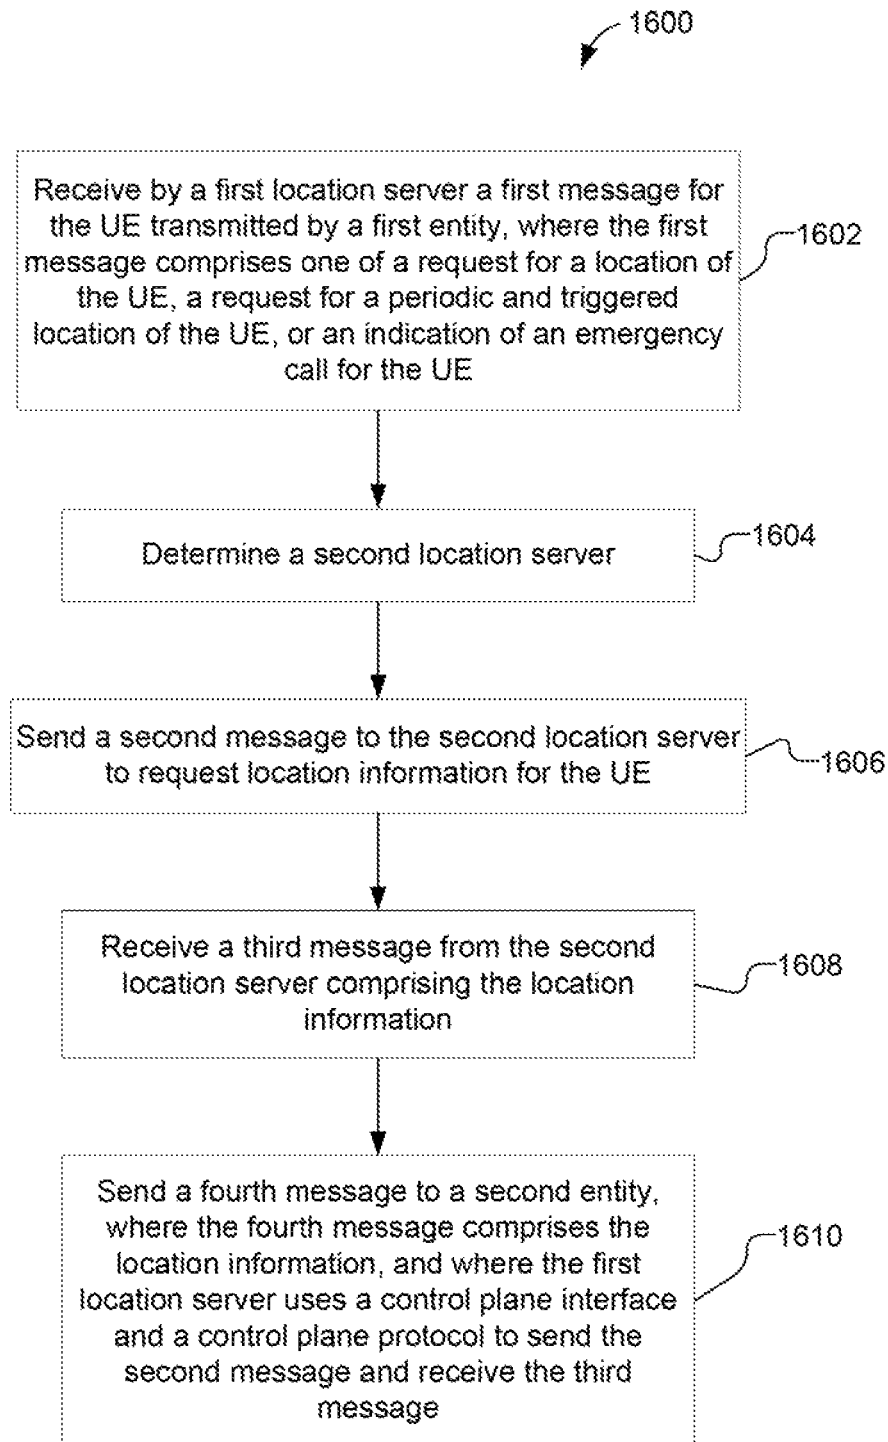 1600
Receive by a first location server a first message for
the UE transmitted by a first entity, where the first
message comprises one of a request for a location of
the UE, a request for a periodic and triggered
location of the UE, or an indication of an emergency
call for the UE
1602
Determine a second location server
1604
Send a second message to the second location server
to request location information for the UE
1606
Receive a third message from the second
location server comprising the location
information
1608
Send a fourth message to a second entity,
where the fourth message comprises the
location information, and where the first
location server uses a control plane interface
and a control plane protocol to send the
second message and receive the third
message
1610